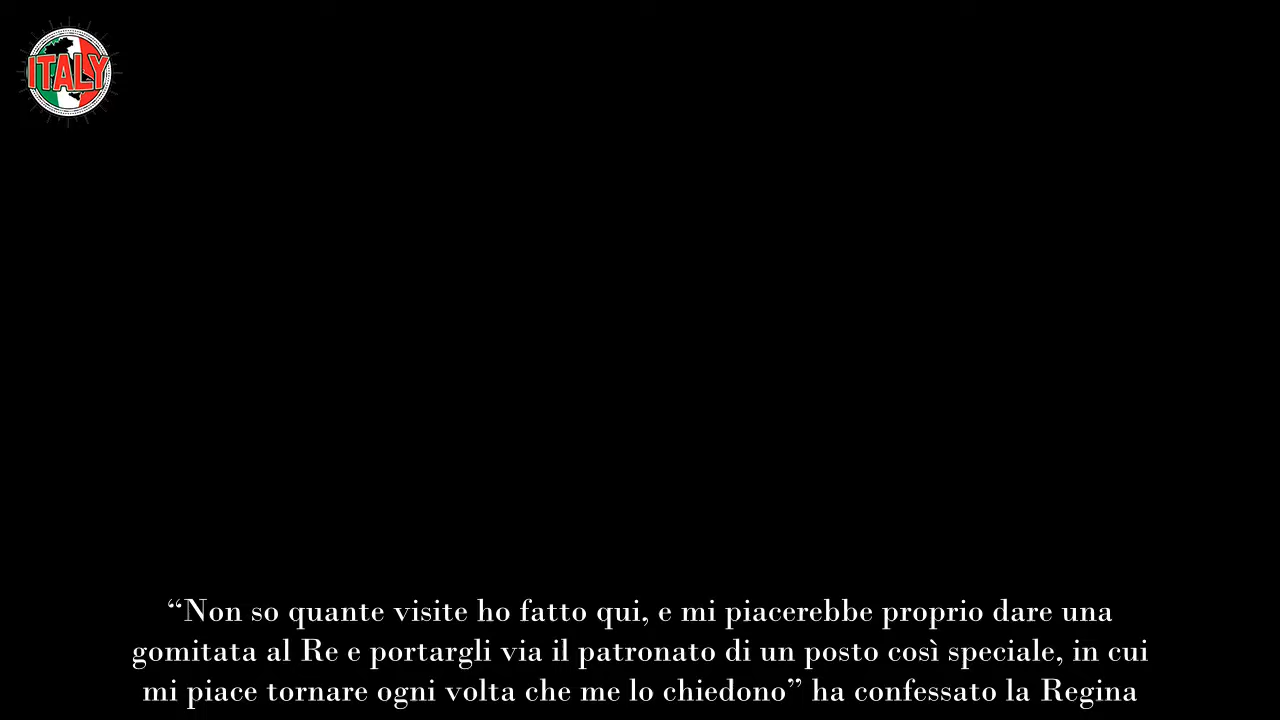 ITALY
“Non so quante visite ho fatto qui, e mi piacerebbe proprio dare una
gomitata al Re e portargli via il patronato di un posto così speciale, in cui
mi piace tornare ogni volta che me lo chiedono” ha confessato la Regina